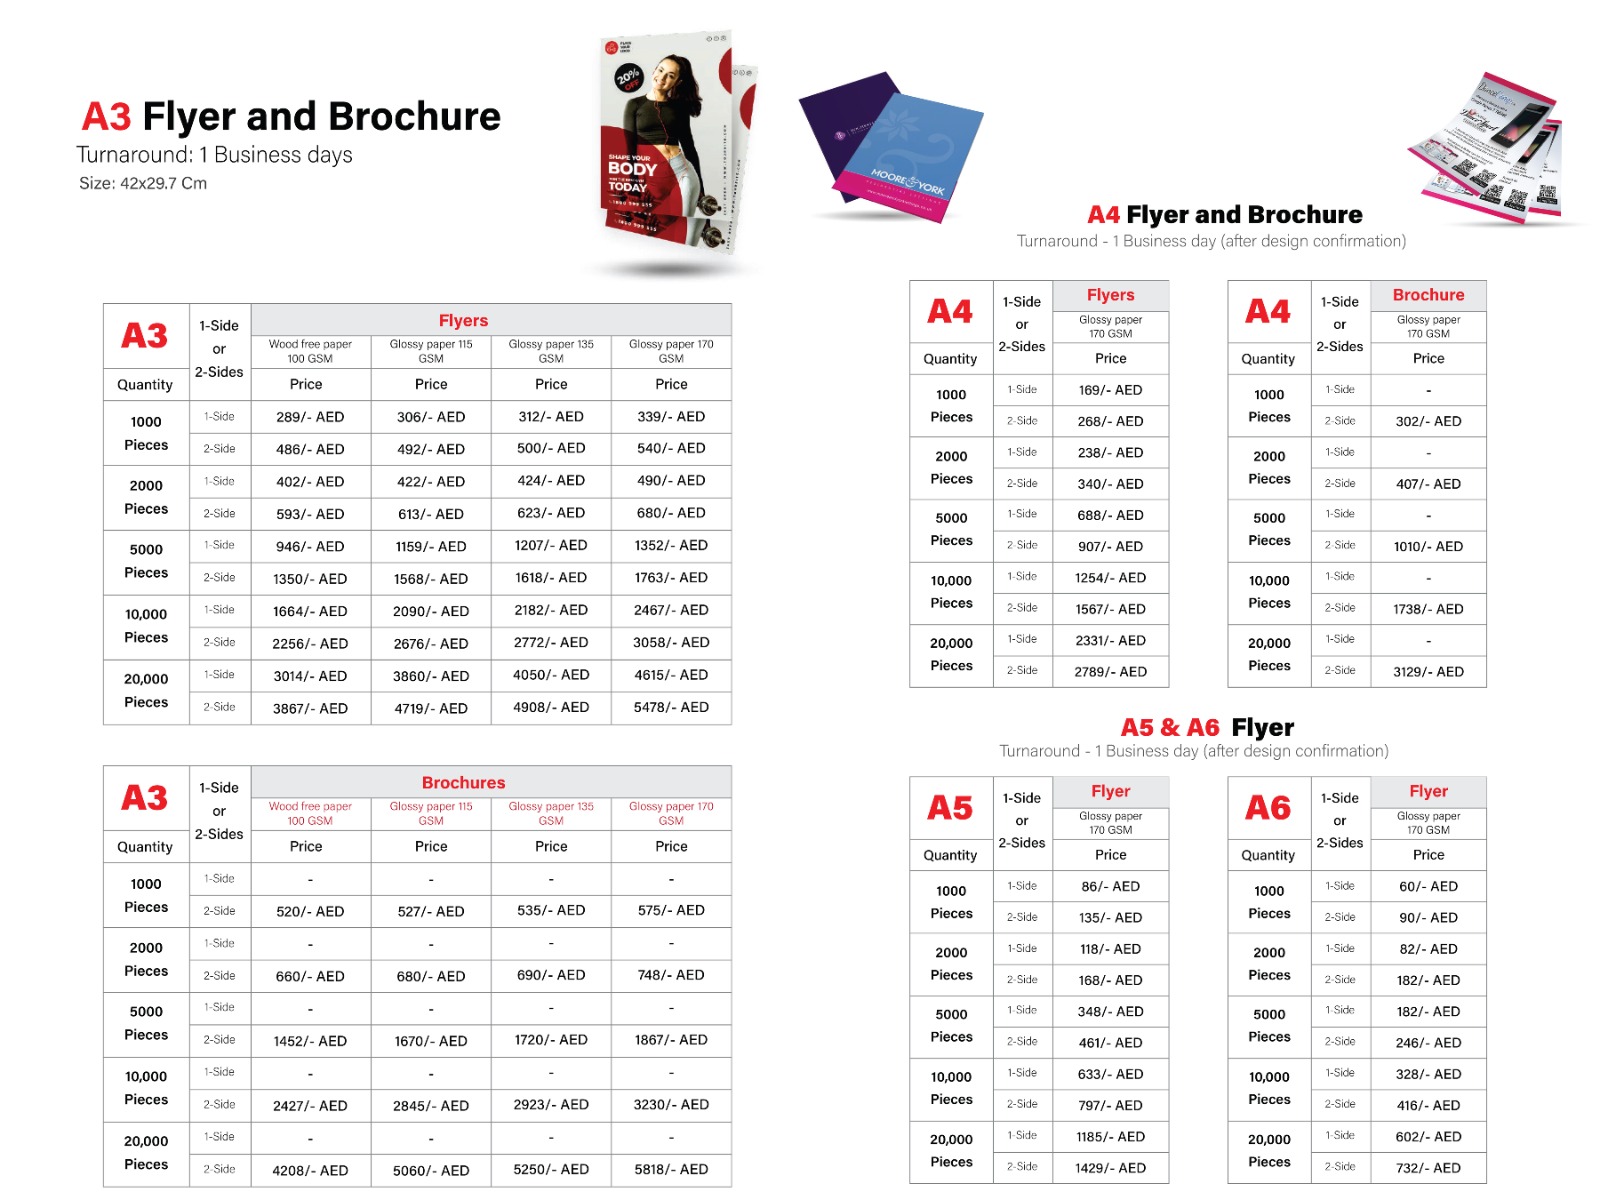 A3 Flyer and Brochure
Turnaround: 1 Business days
Size: 42x29.7 Cm
20%
OFF
SHAPE YOUR
BODY
TODAY
MOORE & YORK
A3 1-Side or 2-Sides Flyers
Wood free paper 100 GSM Glossy paper 115 GSM Glossy paper 135 GSM Glossy paper 170 GSM
Quantity Price Price Price Price
1000 Pieces 1-Side 289/- AED 306/- AED 312/- AED 339/- AED
2-Side 486/- AED 492/- AED 500/- AED 540/- AED
2000 Pieces 1-Side 402/- AED 422/- AED 424/- AED 490/- AED
2-Side 593/- AED 613/- AED 623/- AED 680/- AED
5000 Pieces 1-Side 946/- AED 1159/- AED 1207/- AED 1352/- AED
2-Side 1350/- AED 1568/- AED 1618/- AED 1763/- AED
10,000 Pieces 1-Side 1664/- AED 2090/- AED 2182/- AED 2467/- AED
2-Side 2256/- AED 2676/- AED 2772/- AED 3058/- AED
20,000 Pieces 1-Side 3014/- AED 3860/- AED 4050/- AED 4615/- AED
2-Side 3867/- AED 4719/- AED 4908/- AED 5478/- AED
A3 1-Side or 2-Sides Brochures
Wood free paper 100 GSM Glossy paper 115 GSM Glossy paper 135 GSM Glossy paper 170 GSM
Quantity Price Price Price Price
1000 Pieces 1-Side - - - -
2-Side 520/- AED 527/- AED 535/- AED 575/- AED
2000 Pieces 1-Side - - - -
2-Side 660/- AED 680/- AED 690/- AED 748/- AED
5000 Pieces 1-Side - - - -
2-Side 1452/- AED 1670/- AED 1720/- AED 1867/- AED
10,000 Pieces 1-Side - - - -
2-Side 2427/- AED 2845/- AED 2923/- AED 3230/- AED
20,000 Pieces 1-Side - - - -
2-Side 4208/- AED 5060/- AED 5250/- AED 5818/- AED
A4 Flyer and Brochure
Turnaround - 1 Business day (after design confirmation)
A4 1-Side or 2-Sides Flyers
Glossy paper 170 GSM
Quantity Price
1000 Pieces 1-Side 169/- AED
2-Side 268/- AED
2000 Pieces 1-Side 238/- AED
2-Side 340/- AED
5000 Pieces 1-Side 688/- AED
2-Side 907/- AED
10,000 Pieces 1-Side 1254/- AED
2-Side 1567/- AED
20,000 Pieces 1-Side 2331/- AED
2-Side 2789/- AED
A4 1-Side or 2-Sides Brochure
Glossy paper 170 GSM
Quantity Price
1000 Pieces 1-Side -
2-Side 302/- AED
2000 Pieces 1-Side -
2-Side 407/- AED
5000 Pieces 1-Side -
2-Side 1010/- AED
10,000 Pieces 1-Side -
2-Side 1738/- AED
20,000 Pieces 1-Side -
2-Side 3129/- AED
A5 & A6 Flyer
Turnaround - 1 Business day (after design confirmation)
A5 1-Side or 2-Sides Flyer
Glossy paper 170 GSM
Quantity Price
1000 Pieces 1-Side 86/- AED
2-Side 135/- AED
2000 Pieces 1-Side 118/- AED
2-Side 168/- AED
5000 Pieces 1-Side 348/- AED
2-Side 461/- AED
10,000 Pieces 1-Side 633/- AED
2-Side 797/- AED
20,000 Pieces 1-Side 1185/- AED
2-Side 1429/- AED
A6 1-Side or 2-Sides Flyer
Glossy paper 170 GSM
Quantity Price
1000 Pieces 1-Side 60/- AED
2-Side 90/- AED
2000 Pieces 1-Side 82/- AED
2-Side 182/- AED
5000 Pieces 1-Side 182/- AED
2-Side 246/- AED
10,000 Pieces 1-Side 328/- AED
2-Side 416/- AED
20,000 Pieces 1-Side 602/- AED
2-Side 732/- AED